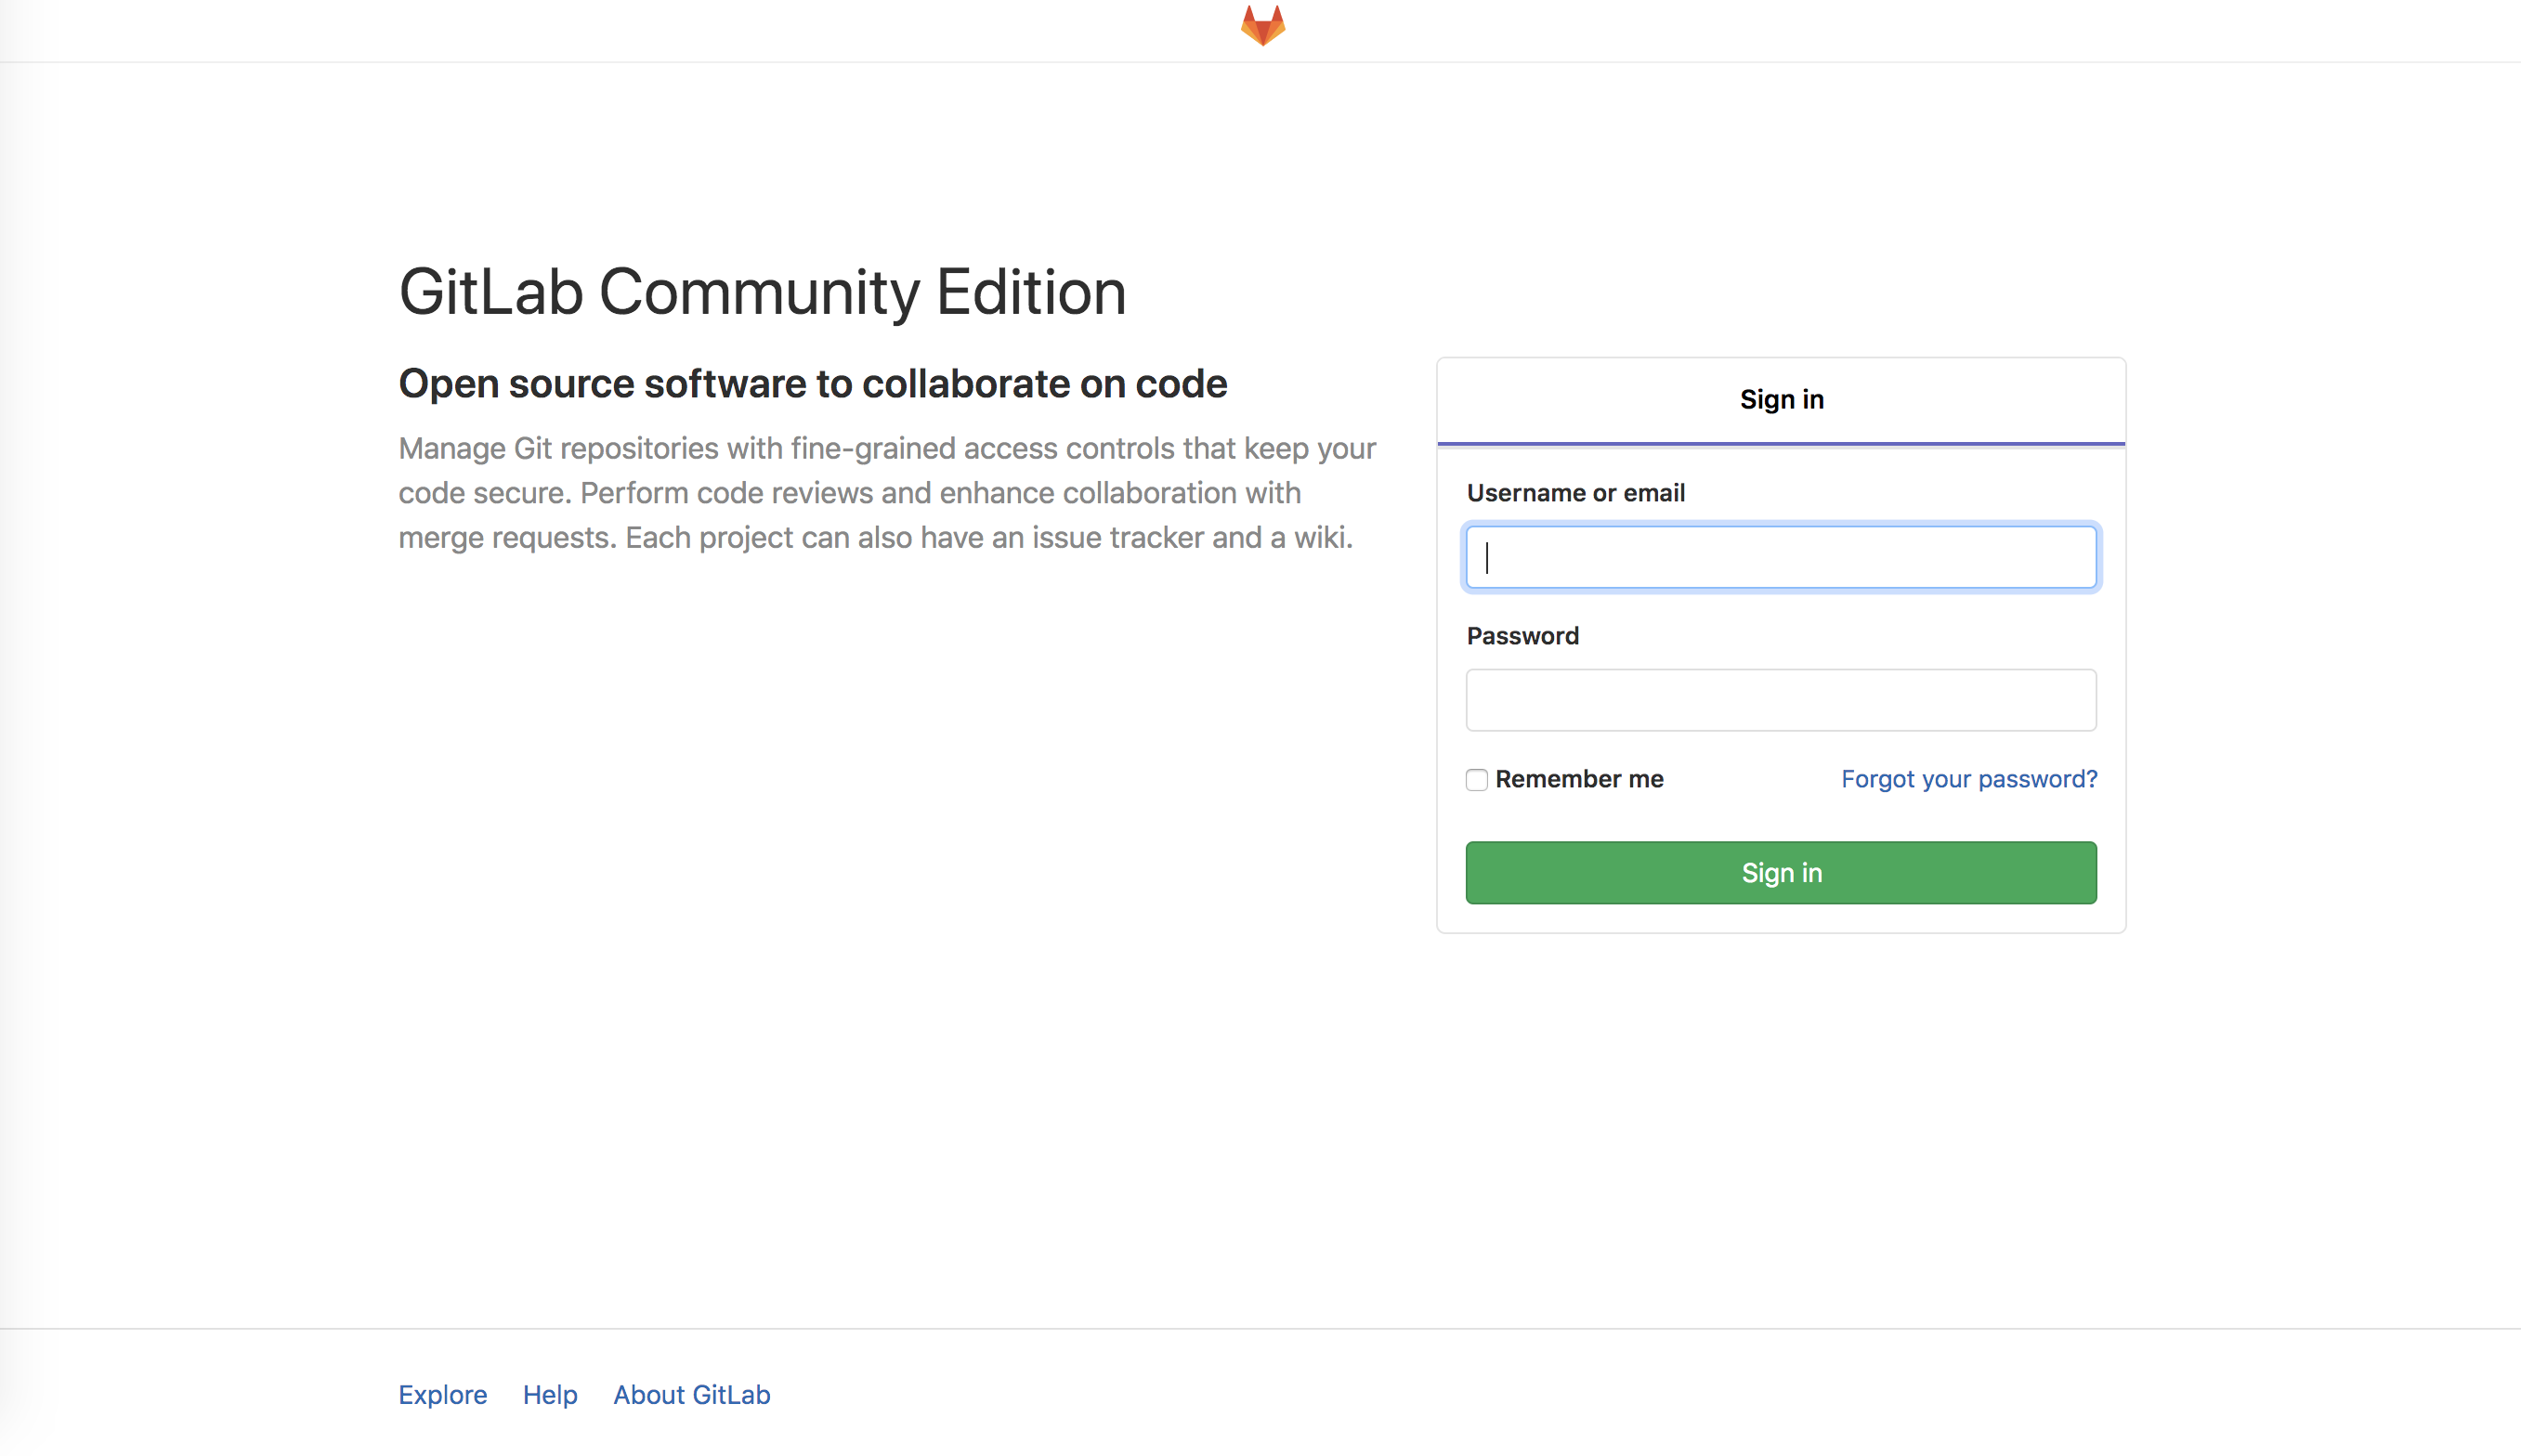 GitLab Community Edition
Open source software to collaborate on code
Manage Git repositories with fine-grained access controls that keep your
code secure. Perform code reviews and enhance collaboration with
merge requests. Each project can also have an issue tracker and a wiki.
Sign in
Username or email
Password
Remember me
Forgot your password?
Sign in
Explore
Help
About GitLab